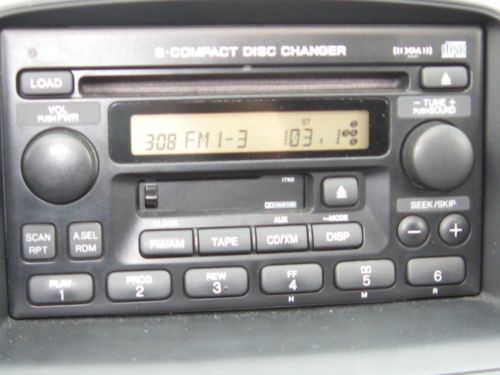 6-COMPACT DISC CHANGER
XM
LOAD
VOL
PUSH PWR
3:08 FM1-3 ST 103.1
- TUNE +
PUSH SOUND
SEEK/SKIP
SCAN
RPT
A.SEL
RDM
CLOCK
AUX
MODE
FM/AM
TAPE
CD/XM
DISP
- +
PLAY
1
PROG
2
REW
3
FF
4
5
6
H
M
R